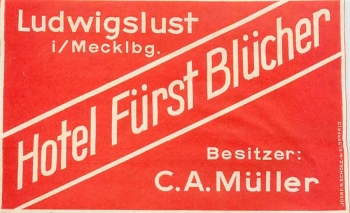 Ludwigslust
i/Mecklbg.
Hotel Fürst Blücher
Besitzer:
C.A.Müller